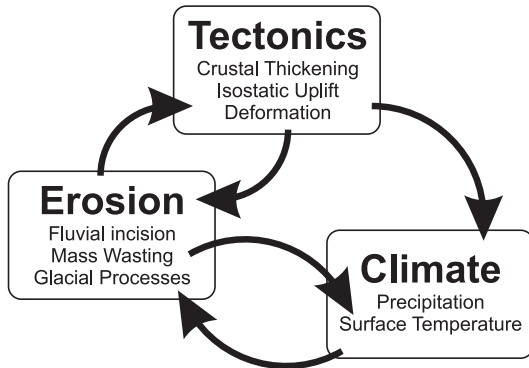 Tectonics
Crustal Thickening
Isostatic Uplift
Deformation
Erosion
Fluvial incision
Mass Wasting
Glacial Processes
Climate
Precipitation
Surface Temperature